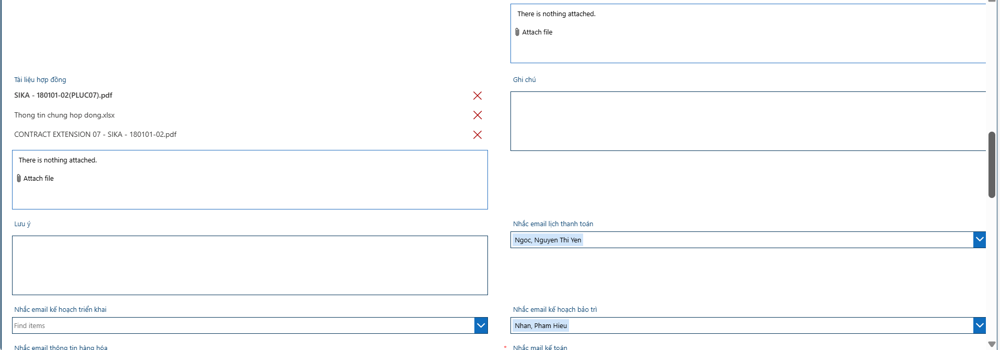 There is nothing attached.
Attach file
Tài liệu hợp đồng
SIKA - 180101-02(PLUC07).pdf
Thong tin chung hop dong.xlsx
CONTRACT EXTENSION 07 - SIKA - 180101-02.pdf
There is nothing attached.
Attach file
Ghi chú
Lưu ý
Nhắc email lịch thanh toán
Ngoc, Nguyen Thi Yen
Nhắc email kế hoạch triển khai
Find items
Nhắc email kế hoạch bảo trì
Nhan, Pham Hieu
Nhắc email thông tin hàng hóa
* Nhắc mail kế toán